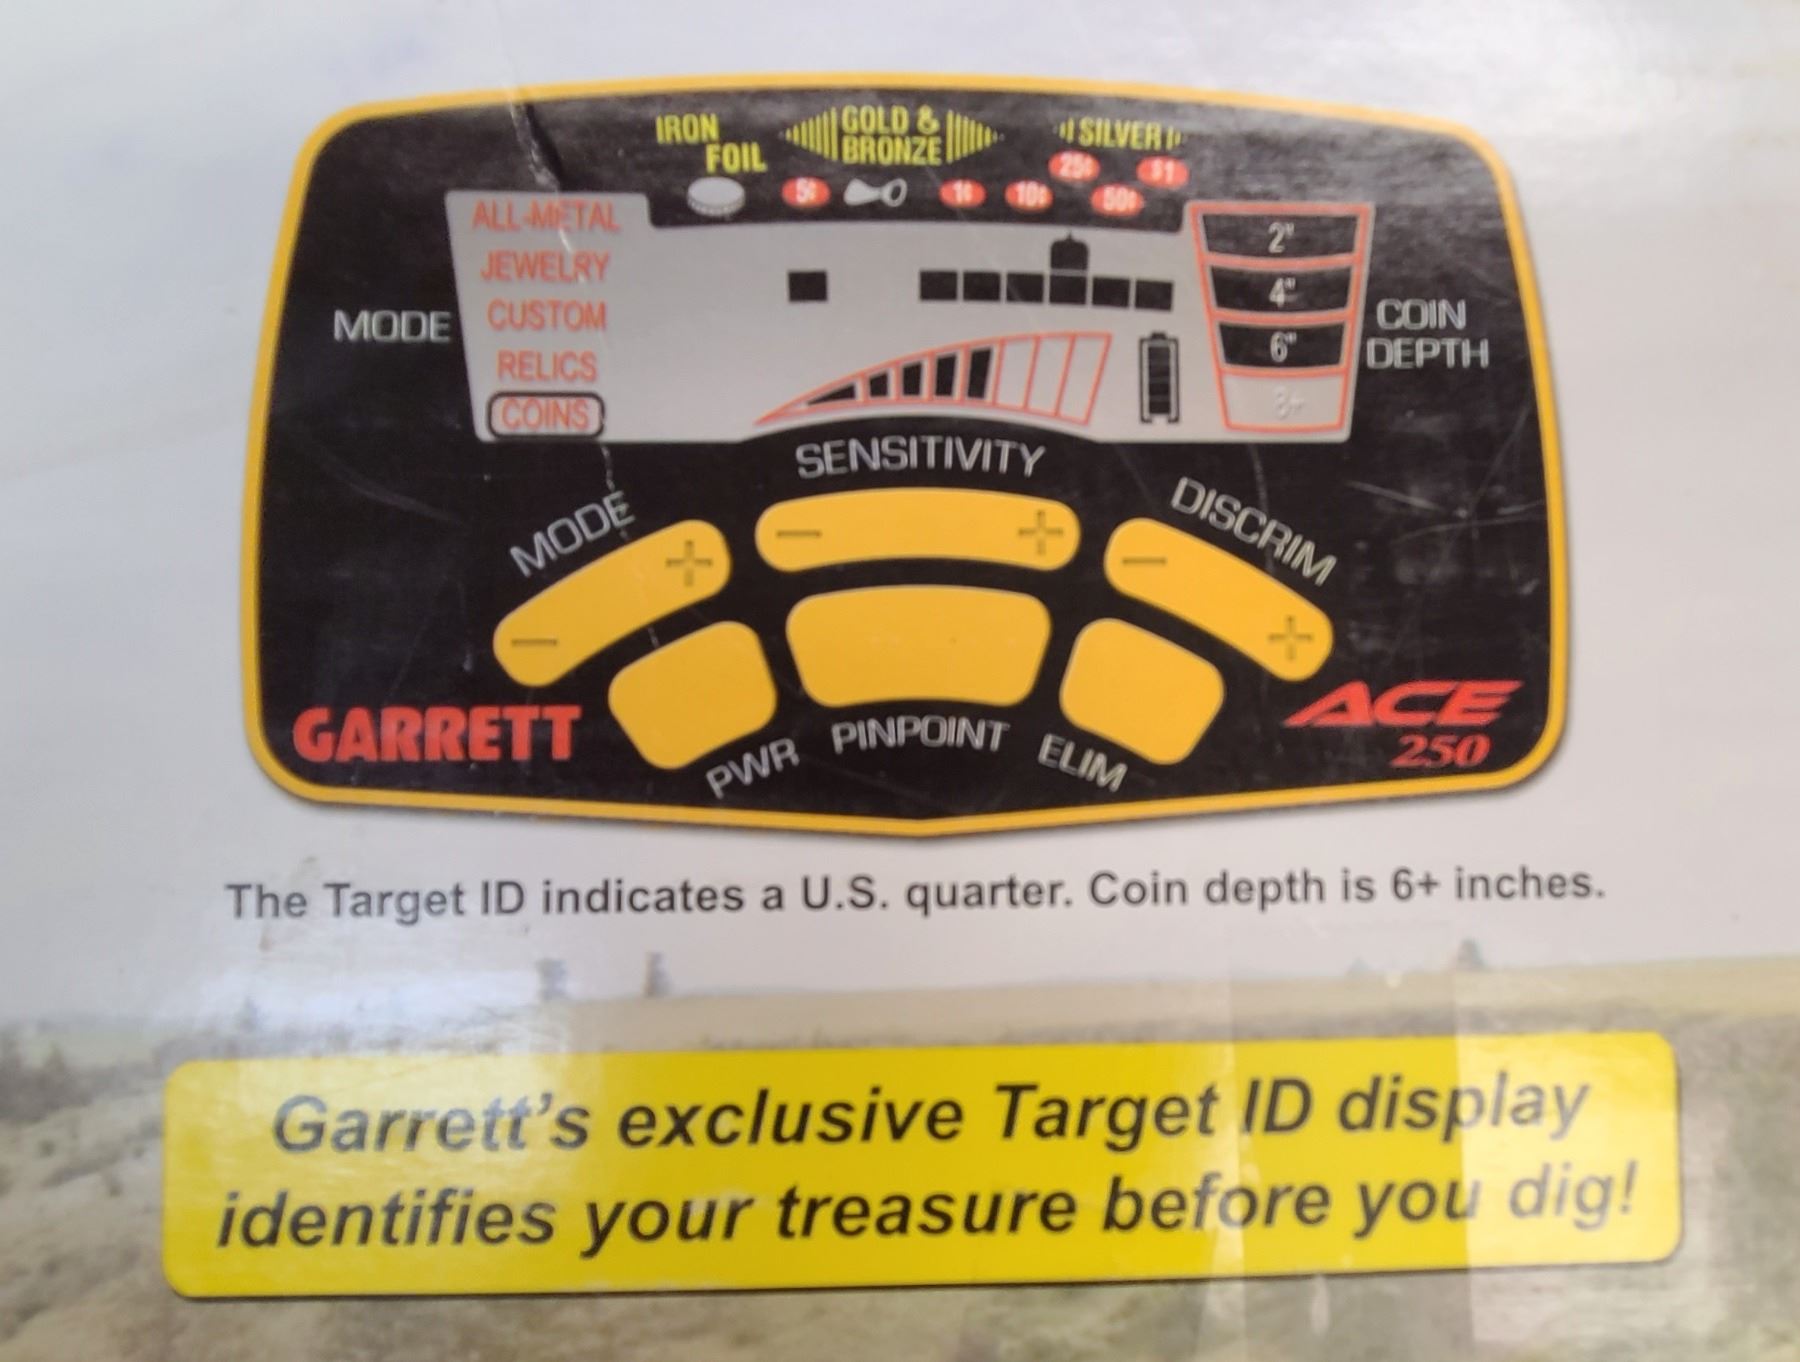 IRON
FOIL
GOLD &
BRONZE
SILVER
25¢ $1
5¢ 1¢ 10¢ 50¢
ALL-METAL
JEWELRY
CUSTOM
RELICS
COINS
MODE
2"
4"
6"
8+
COIN
DEPTH
SENSITIVITY
MODE
DISCRIM
- +
- +
- +
GARRETT
PWR
PINPOINT
ELIM
ACE
250
The Target ID indicates a U.S. quarter. Coin depth is 6+ inches.
Garrett's exclusive Target ID display
identifies your treasure before you dig!